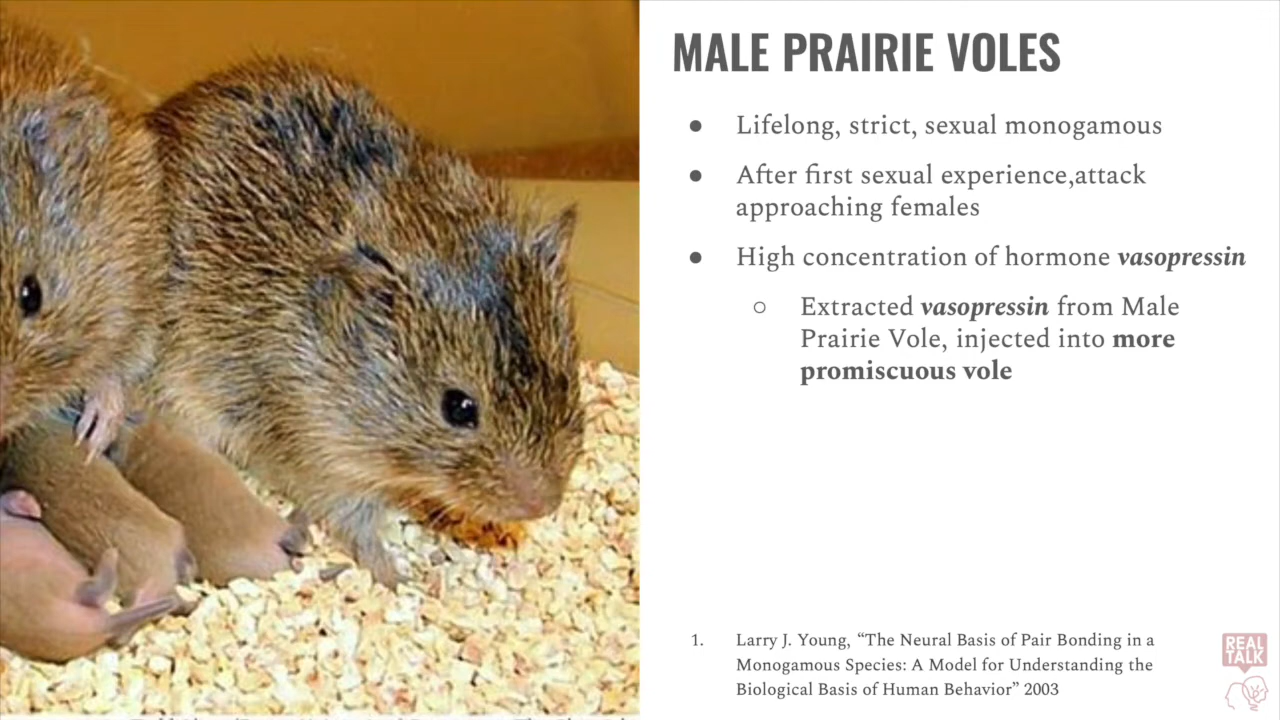 MALE PRAIRIE VOLES
● Lifelong, strict, sexual monogamous
● After first sexual experience,attack
approaching females
● High concentration of hormone vasopressin
○ Extracted vasopressin from Male
Prairie Vole, injected into more
promiscuous vole
1. Larry J. Young, “The Neural Basis of Pair Bonding in a
Monogamous Species: A Model for Understanding the
Biological Basis of Human Behavior” 2003
REAL
TALK